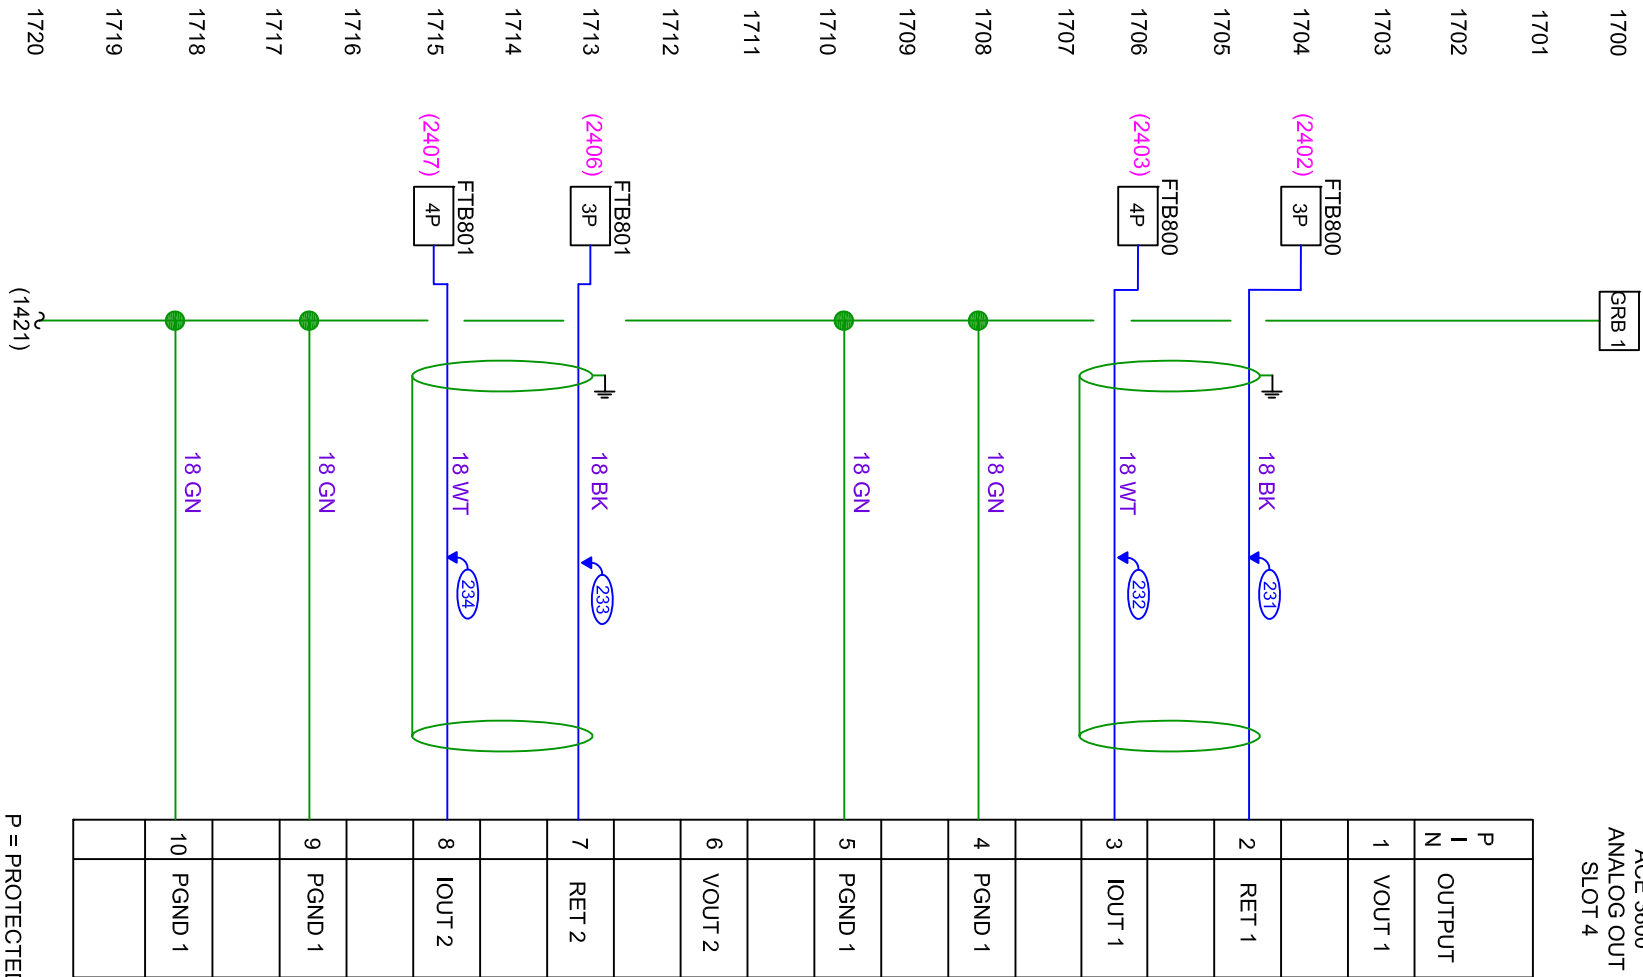 ACE 3600
ANALOG OUT
SLOT 4
1700
GRB 1
1701
1702
PIN OUTPUT
1703
1 VOUT 1
1704
(2402)
FTB800
3P
18 BK
231
1705
2 RET 1
1706
(2403)
FTB800
4P
18 WT
232
3 IOUT 1
1707
1708
18 GN
4 PGND 1
1709
1710
18 GN
5 PGND 1
1711
1712
6 VOUT 2
1713
(2406)
FTB801
3P
18 BK
233
7 RET 2
1714
1715
(2407)
FTB801
4P
18 WT
234
8 IOUT 2
1716
18 GN
9 PGND 1
1717
1718
18 GN
10 PGND 1
1719
1720
(1421)
P = PROTECTED